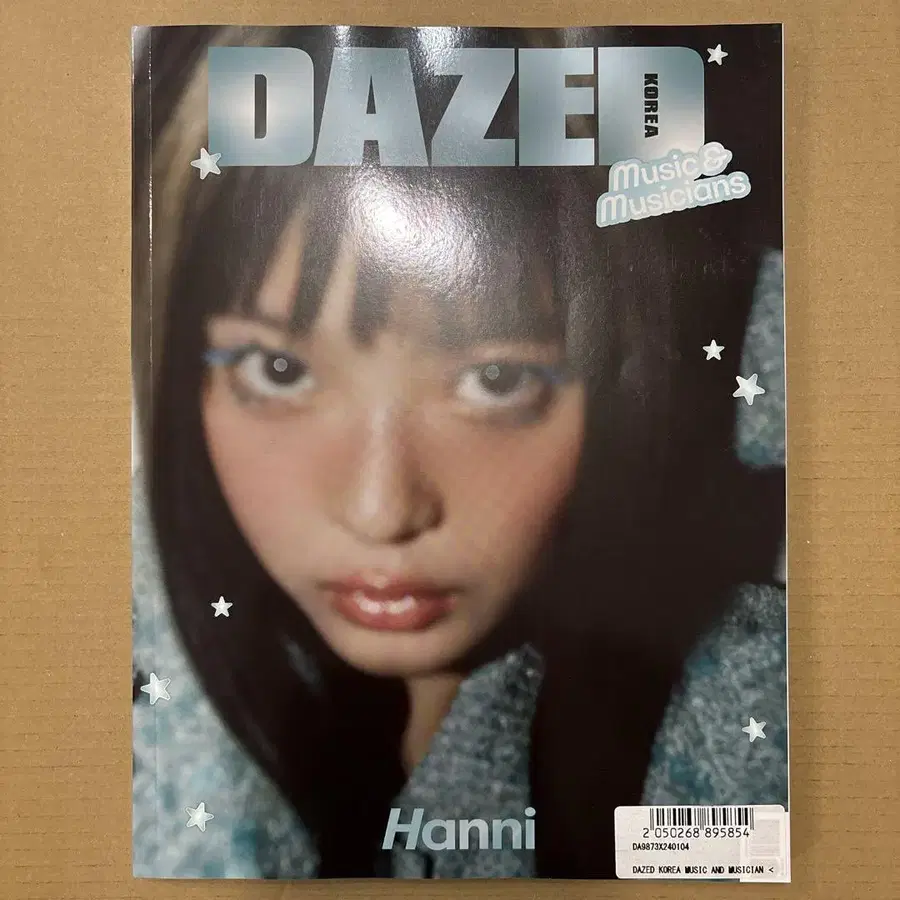 DAZED
KOREA
Music &
Musicians
Hanni
2 050268 895854
DA9873X240104
DAZED KOREA MUSIC AND MUSICIAN <